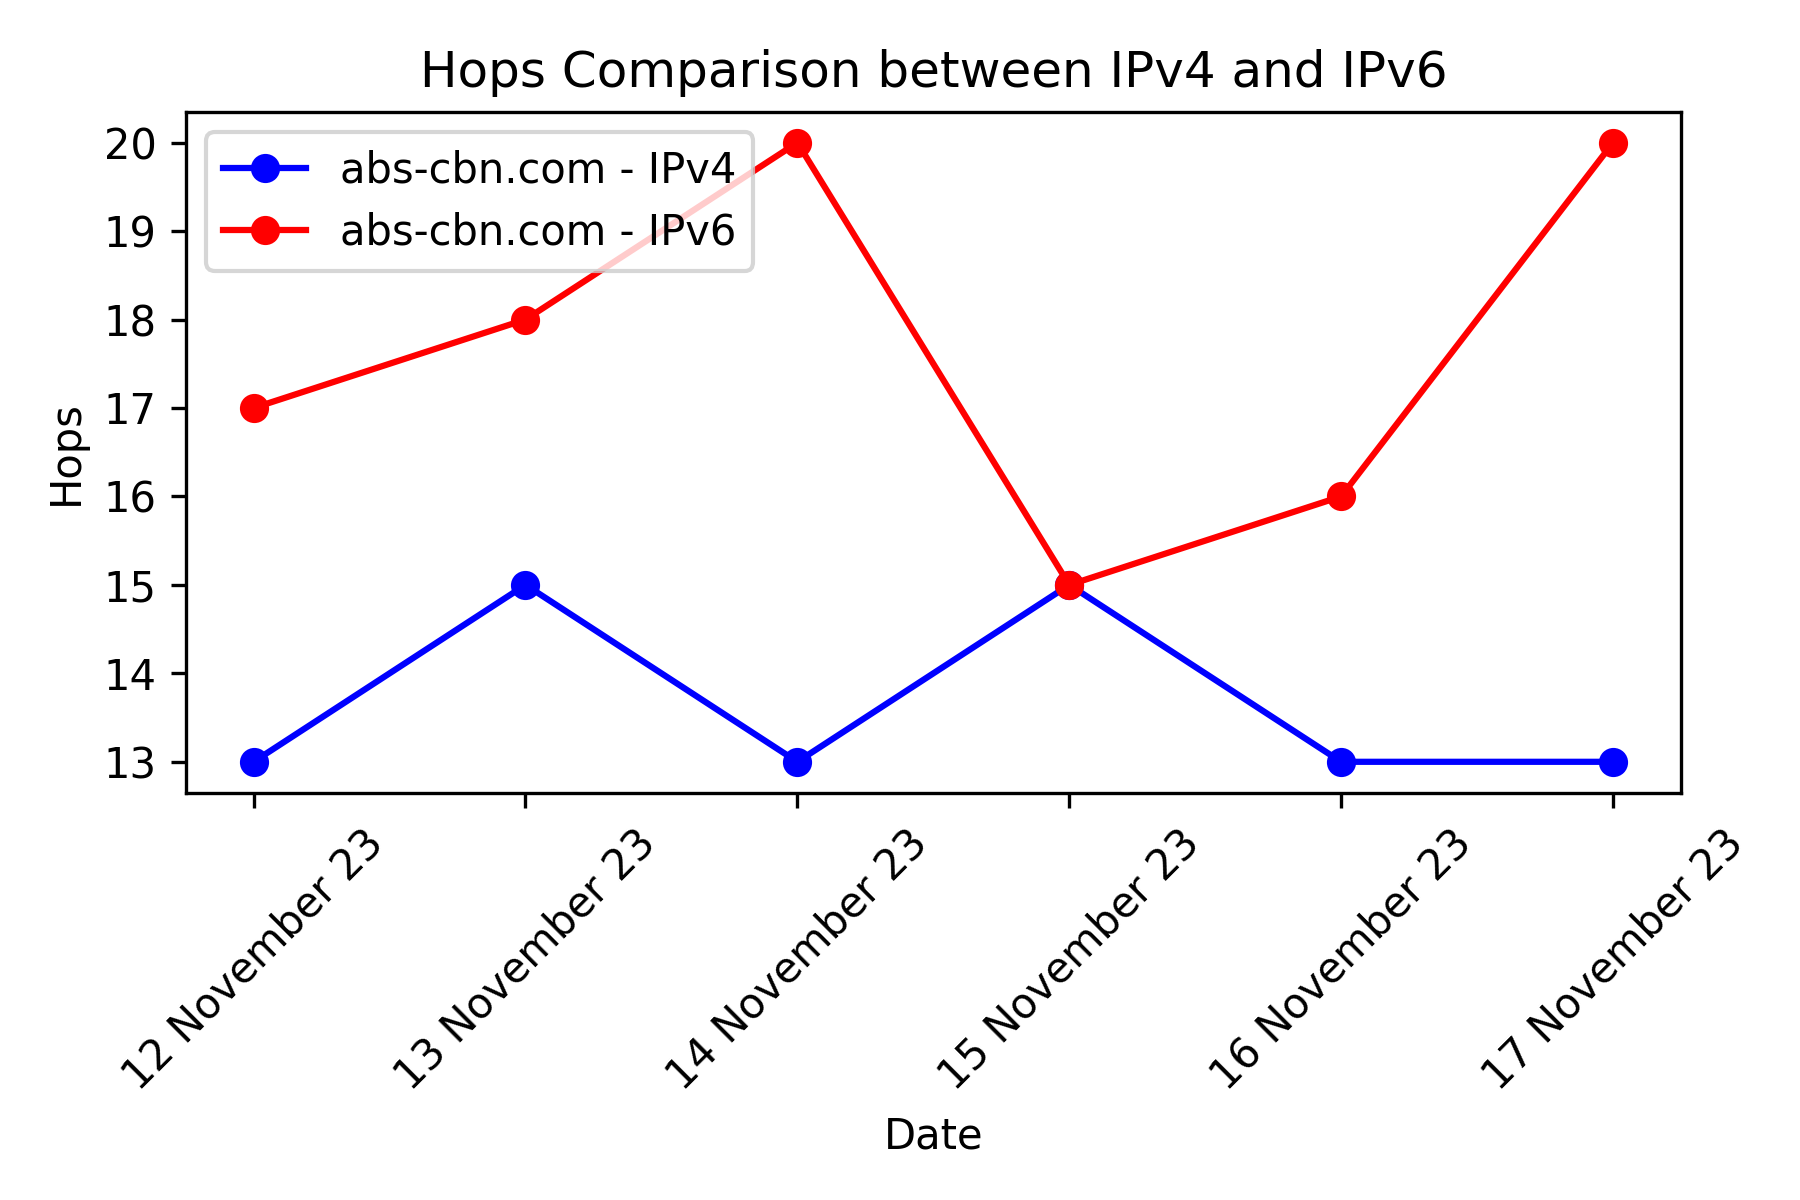 Hops Comparison between IPv4 and IPv6
abs-cbn.com - IPv4
abs-cbn.com - IPv6
Hops
20
19
18
17
16
15
14
13
12 November 23
13 November 23
14 November 23
15 November 23
16 November 23
17 November 23
Date